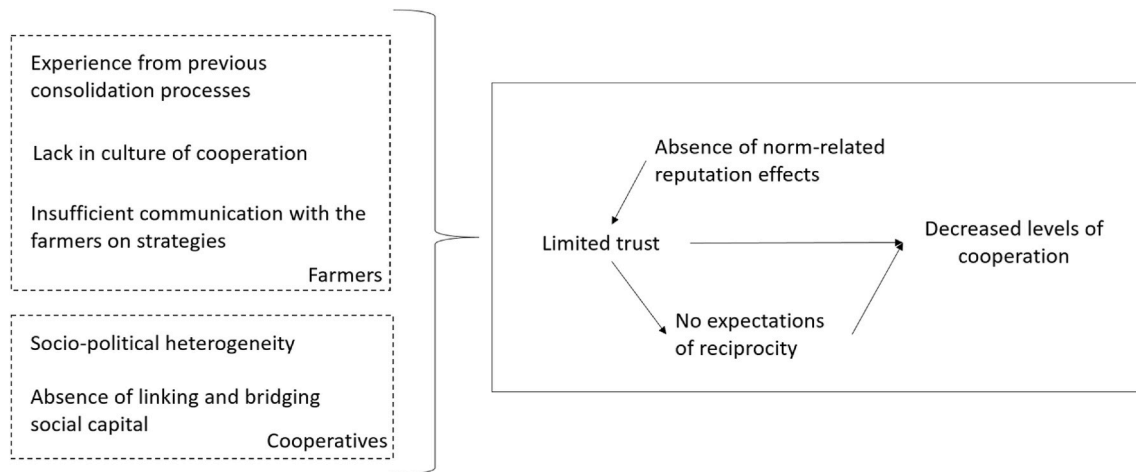 Experience from previous
consolidation processes
Lack in culture of cooperation
Insufficient communication with the
farmers on strategies
Farmers
Socio-political heterogeneity
Absence of linking and bridging
social capital
Cooperatives
Absence of norm-related
reputation effects
Limited trust
No expectations
of reciprocity
Decreased levels of
cooperation